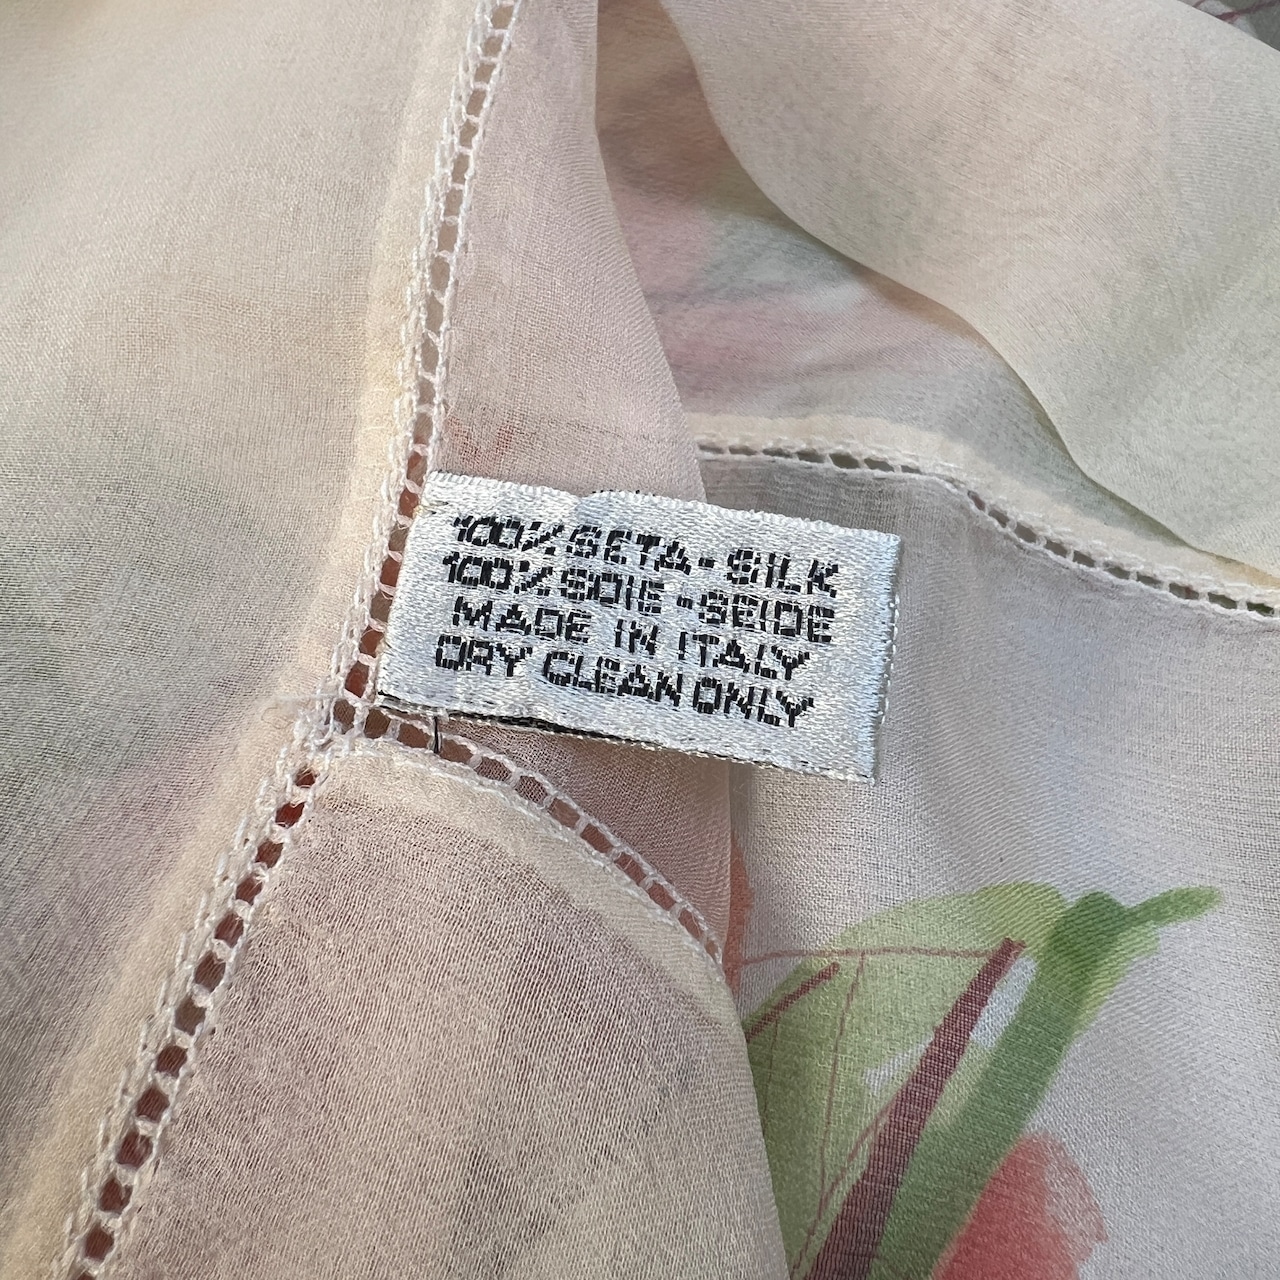 100% SETA - SILK
100% SOIE - SEIDE
MADE IN ITALY
DRY CLEAN ONLY